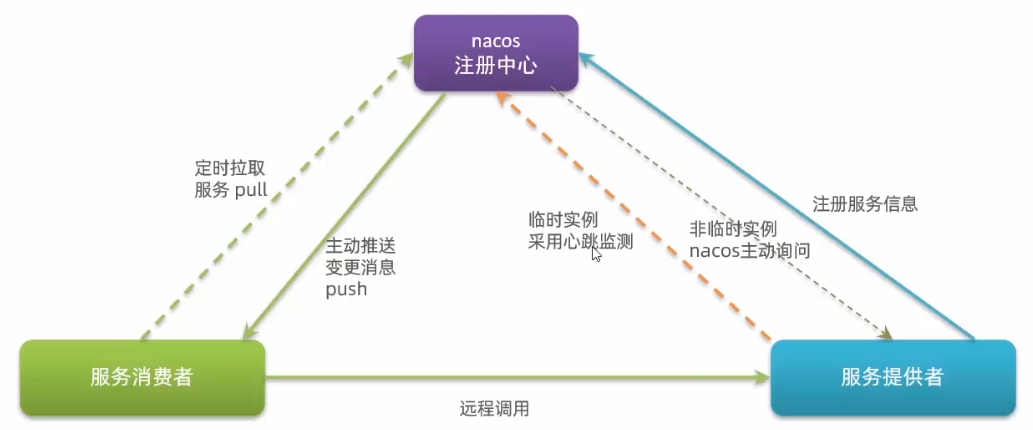 nacos
注册中心
定时拉取
服务 pull
主动推送
变更消息
push
临时实例
采用心跳监测
非临时实例
nacos主动询问
注册服务信息
服务消费者
远程调用
服务提供者